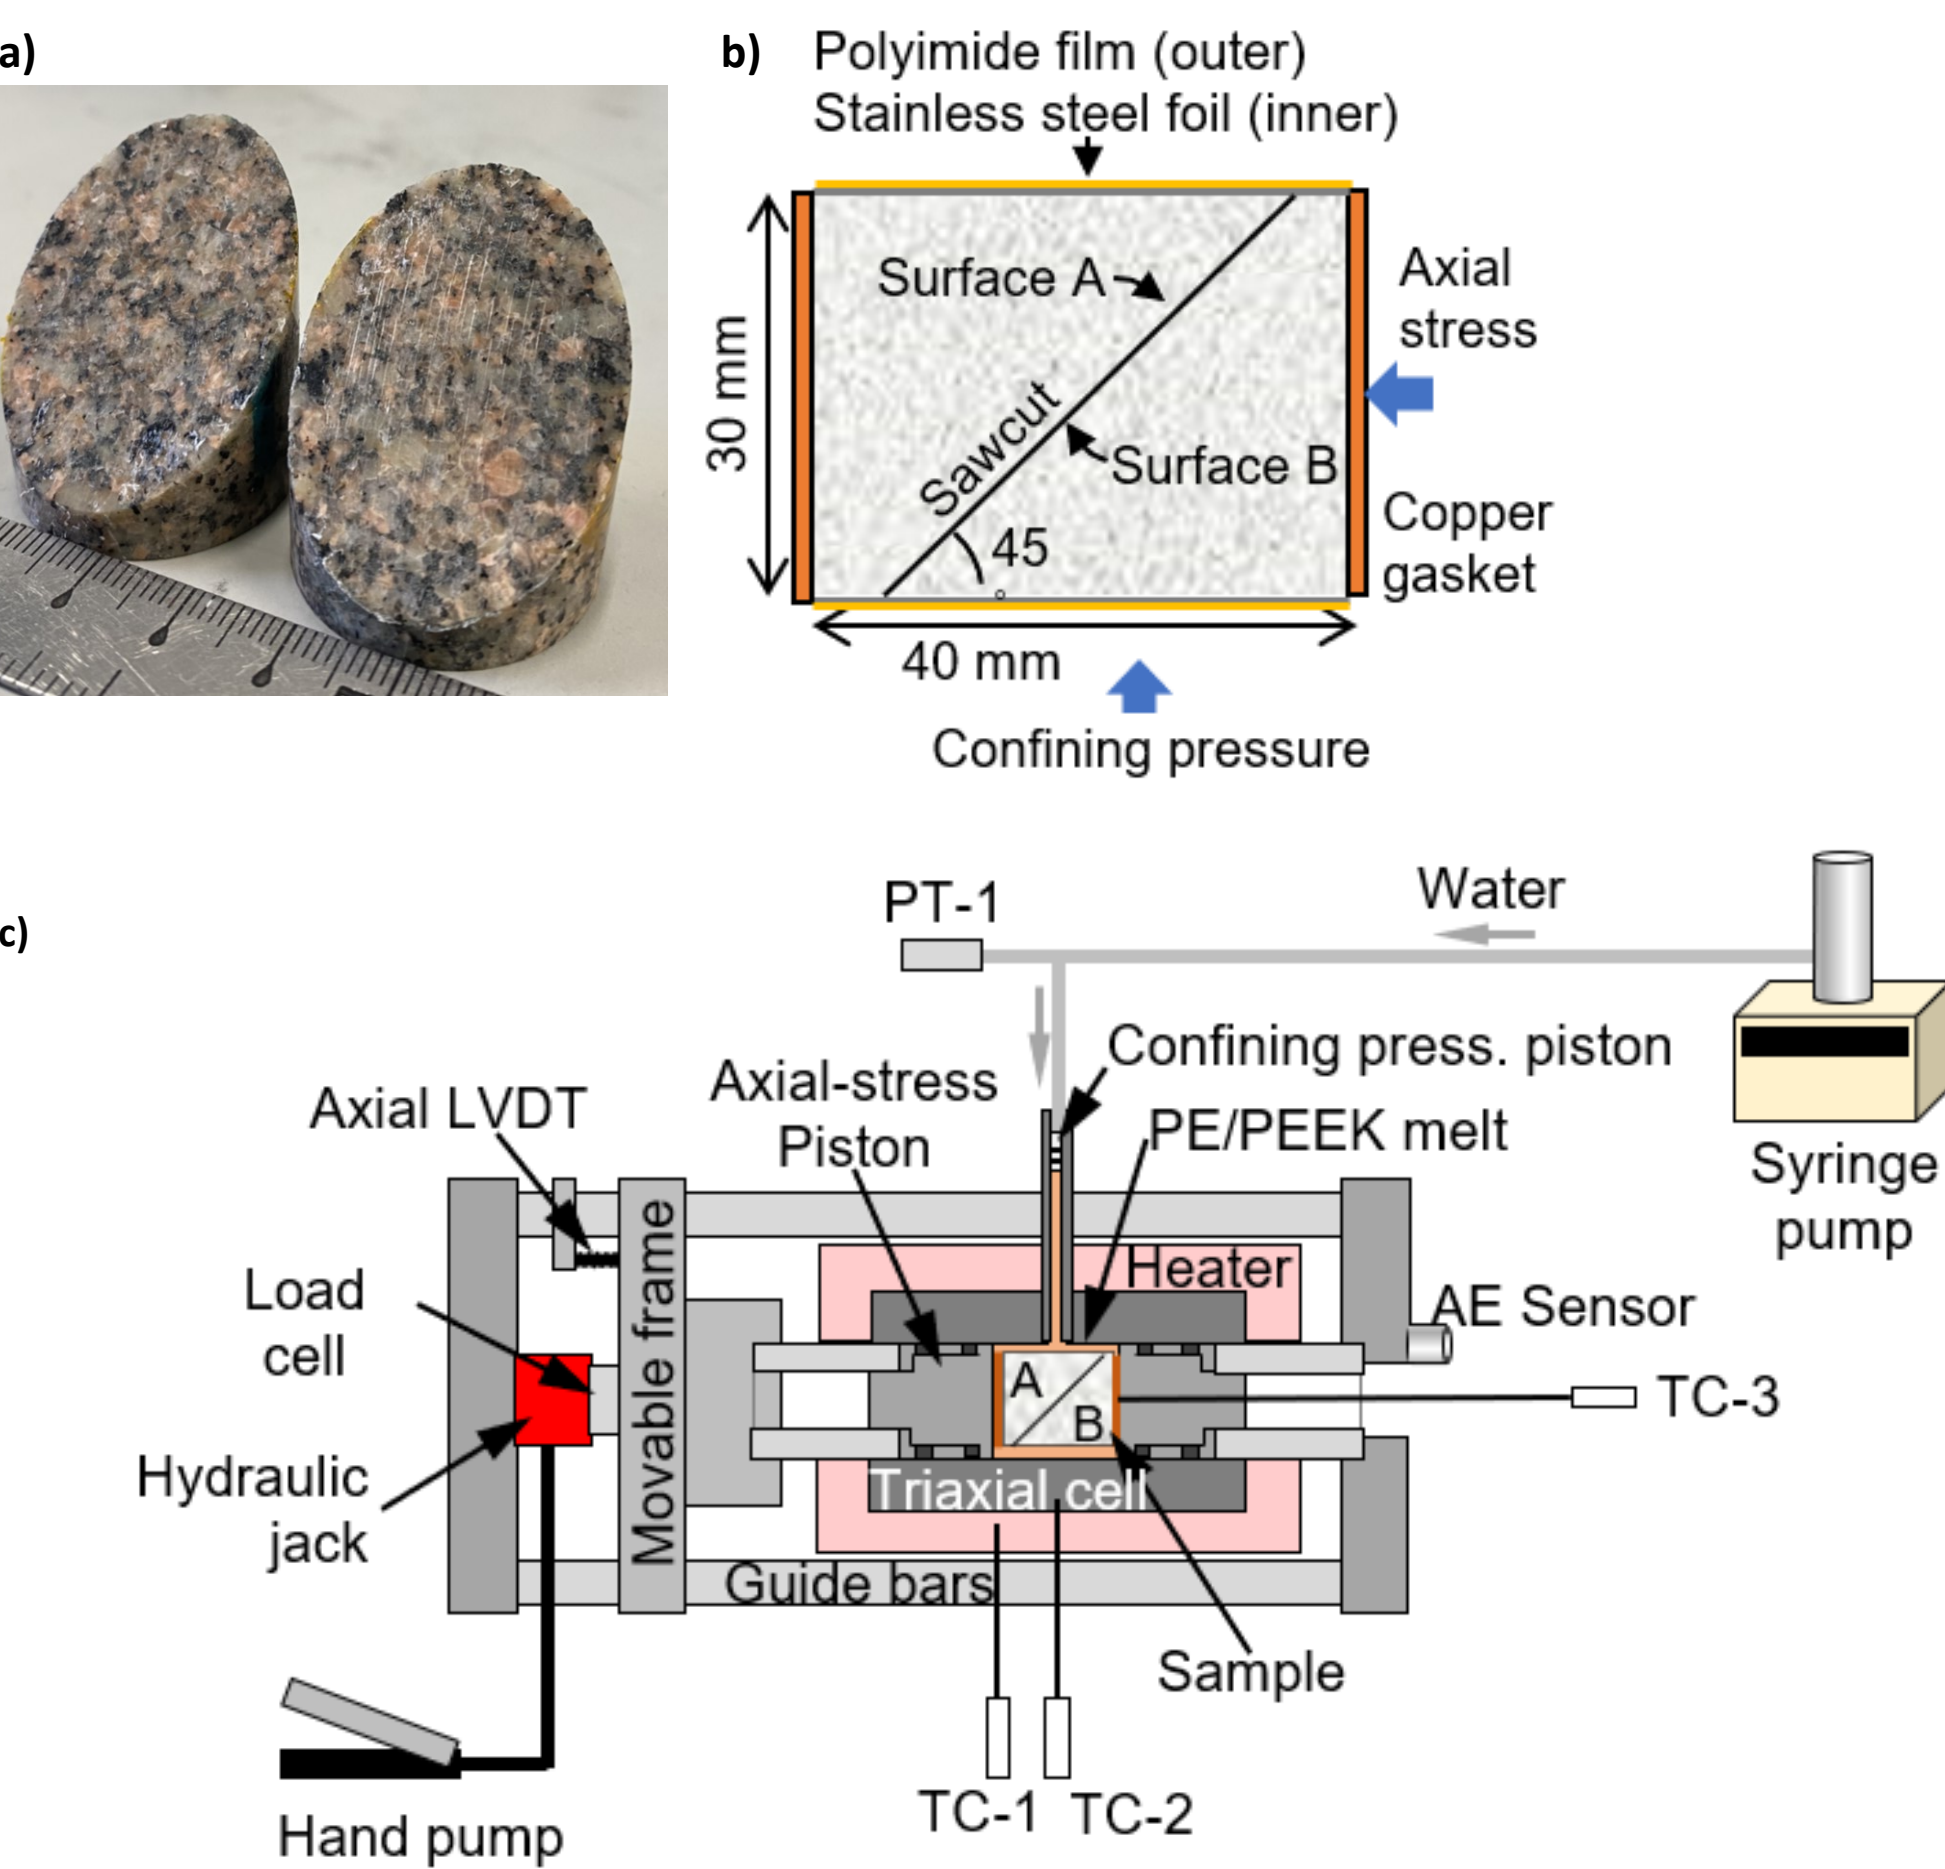 a)
b)
Polyimide film (outer)
Stainless steel foil (inner)
Surface A
Axial
stress
30 mm
Sawcut
Surface B
Copper
gasket
45
°
40 mm
Confining pressure
c)
PT-1
Water
Confining press. piston
Axial-stress
Piston
PE/PEEK melt
Axial LVDT
Syringe
pump
Heater
Load
cell
Movable frame
AE Sensor
A
B
TC-3
Hydraulic
jack
Triaxial cell
Guide bars
Sample
TC-1
TC-2
Hand pump